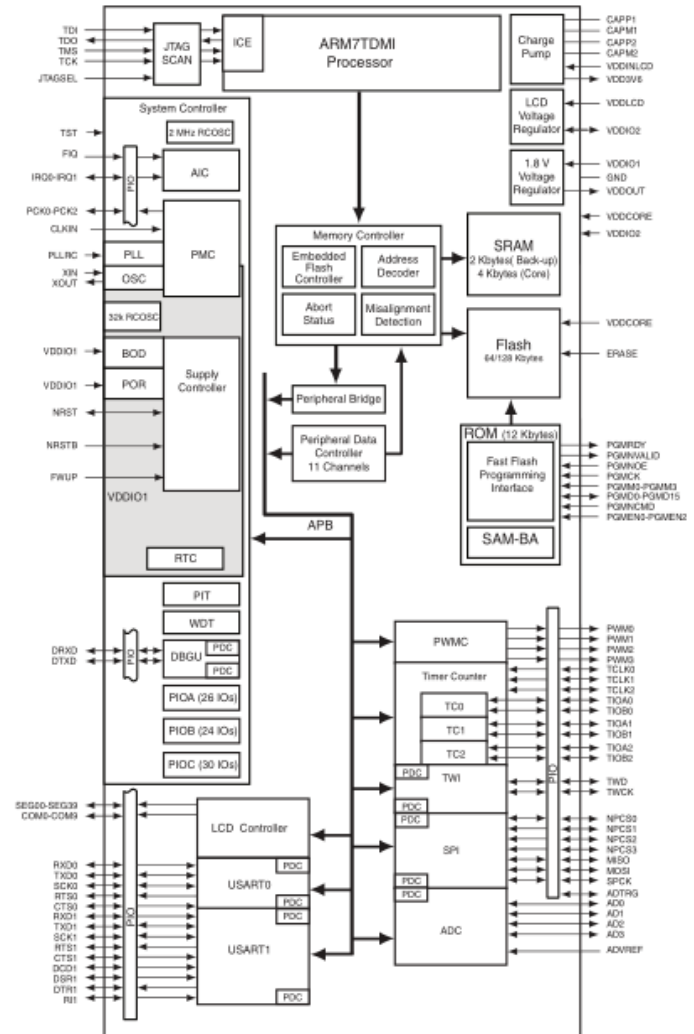 TDI
TDO
TMS
TCK
JTAGSEL
JTAG
SCAN
ICE
ARM7TDMI
Processor
Charge
Pump
CAPP1
CAPM1
CAPP2
CAPM2
VDDINLCD
VDD3V6
LCD
Voltage
Regulator
VDDLCD
VDDIO2
1.8 V
Voltage
Regulator
VDDIO1
GND
VDDOUT
VDDCORE
VDDIO2
System Controller
TST
2 MHz RCOSC
FIQ
IRQ0-IRQ1
PIO
AIC
PCK0-PCK2
CLKIN
PMC
PLLRC
PLL
XIN
XOUT
OSC
32k RCOSC
VDDIO1
BOD
VDDIO1
POR
Supply
Controller
NRST
NRSTB
FWUP
VDDIO1
RTC
Memory Controller
Embedded
Flash
Controller
Address
Decoder
Abort
Status
Misalignment
Detection
SRAM
2 Kbytes( Back-up)
4 Kbytes (Core)
Flash
64/128 Kbytes
VDDCORE
ERASE
Peripheral Bridge
Peripheral Data
Controller
11 Channels
ROM (12 Kbytes)
Fast Flash
Programming
Interface
SAM-BA
PGMRDY
PGMNVALID
PGMNOE
PGMCK
PGMM0-PGMM3
PGMD0-PGMD15
PGMNCMD
PGMEN0-PGMEN2
APB
PIT
WDT
DRXD
DTXD
PIO
DBGU
PDC
PDC
PIOA (26 IOs)
PIOB (24 IOs)
PIOC (30 IOs)
PWMC
PWM0
PWM1
PWM2
PWM3
Timer Counter
TCLK0
TCLK1
TCLK2
TC0
TIOA0
TIOB0
TC1
TIOA1
TIOB1
TC2
TIOA2
TIOB2
PIO
PDC
TWI
TWD
TWCK
PDC
PDC
SPI
NPCS0
NPCS1
NPCS2
NPCS3
MISO
MOSI
SPCK
PDC
PDC
ADC
ADTRG
AD0
AD1
AD2
AD3
ADVREF
SEG00-SEG39
COM0-COM9
LCD Controller
PIO
RXD0
TXD0
SCK0
RTS0
CTS0
RXD1
TXD1
SCK1
RTS1
CTS1
DCD1
DSR1
DTR1
RI1
PDC
USART0
PDC
PDC
USART1
PDC